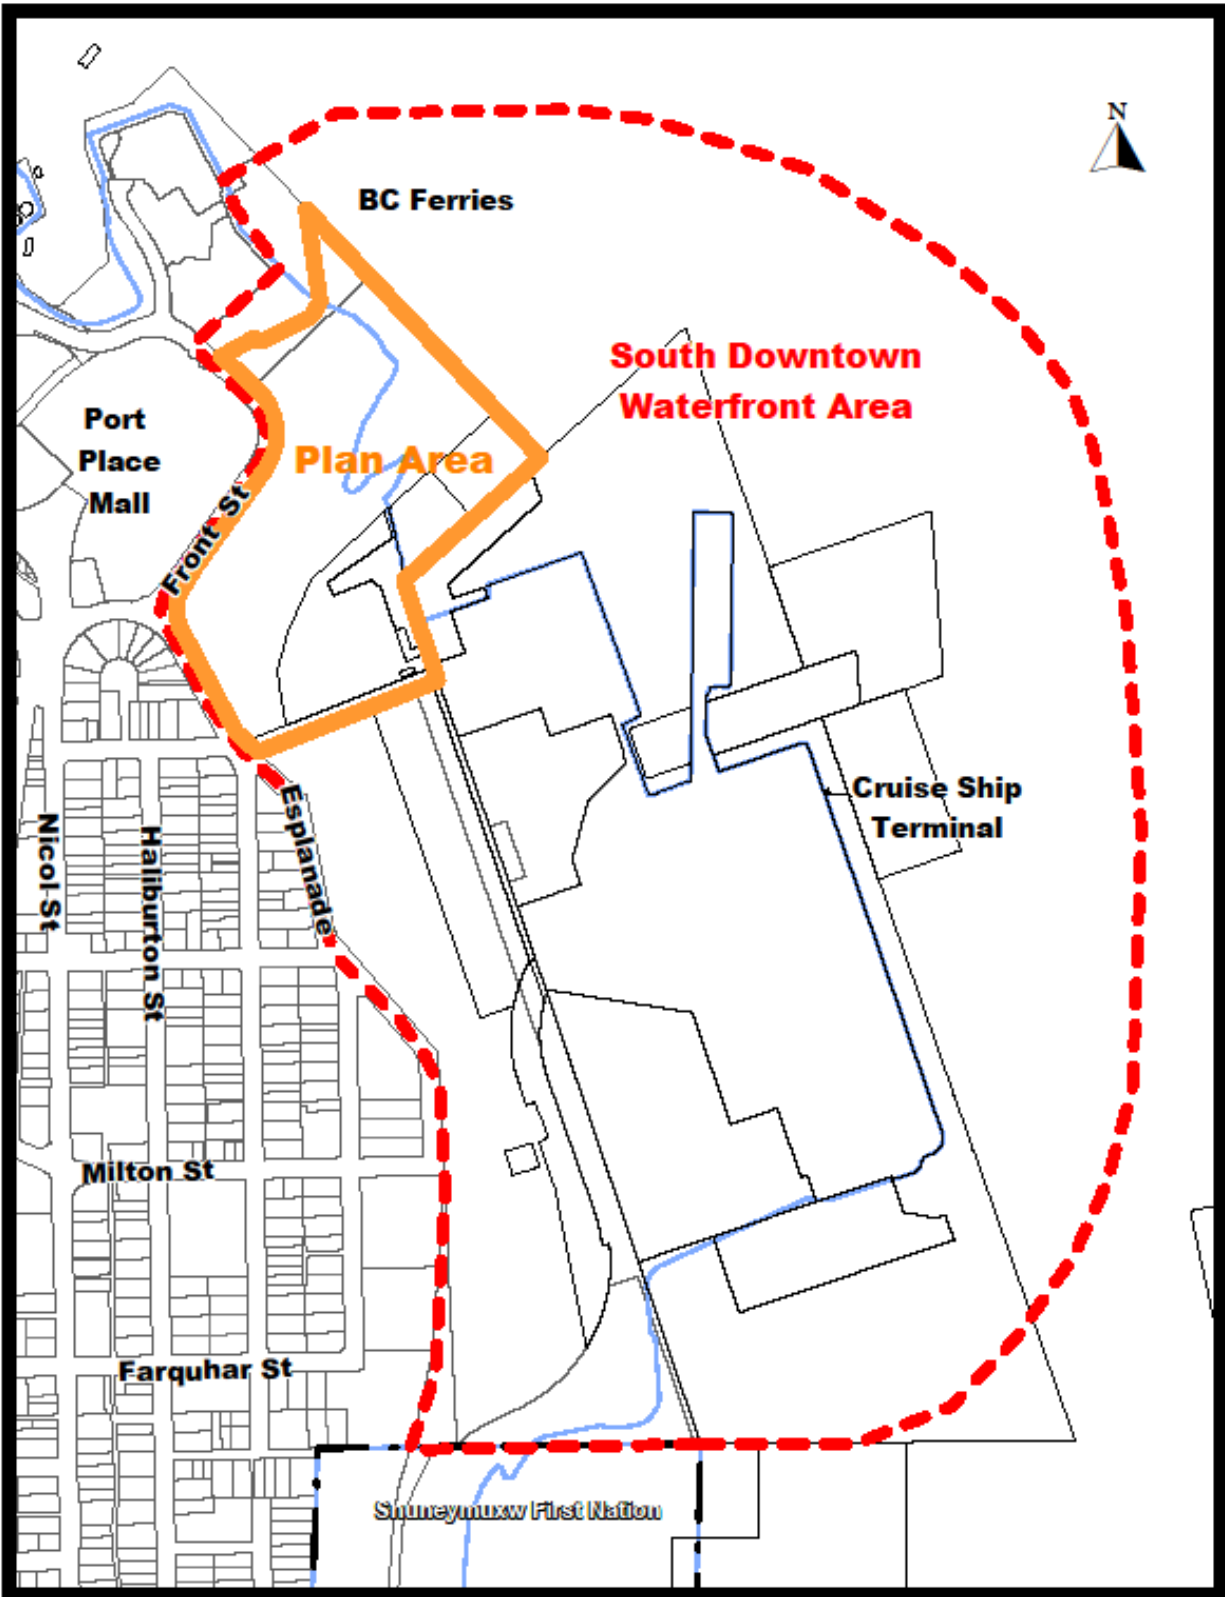 N
BC Ferries
South Downtown
Waterfront Area
Port
Place
Mall
Plan Area
Front St
Cruise Ship
Terminal
Esplanade
Nicol St
Haliburton St
Milton St
Farquhar St
Snuneymuxw First Nation